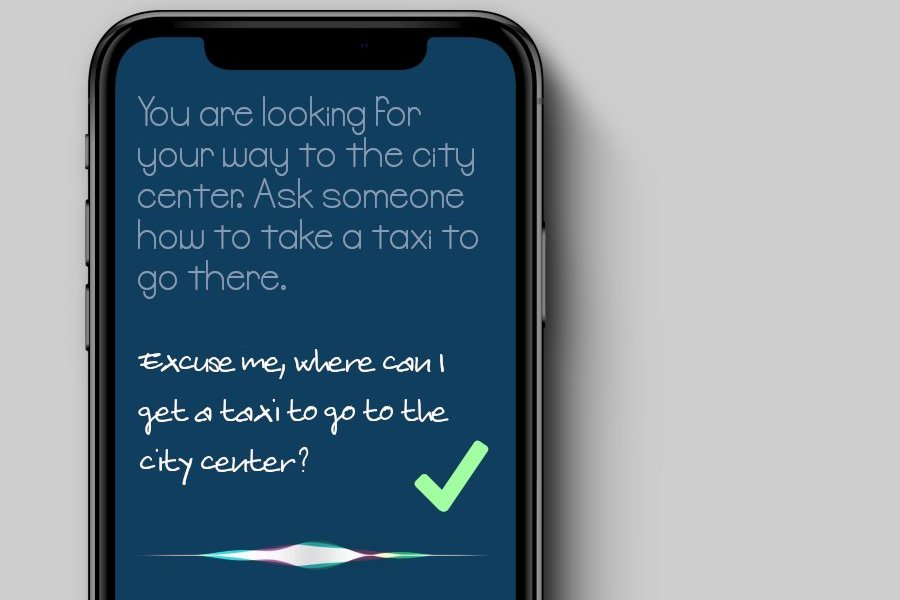 You are looking for
your way to the city
center. Ask someone
how to take a taxi to
go there.
Excuse me, where can I
get a taxi to go to the
city center?